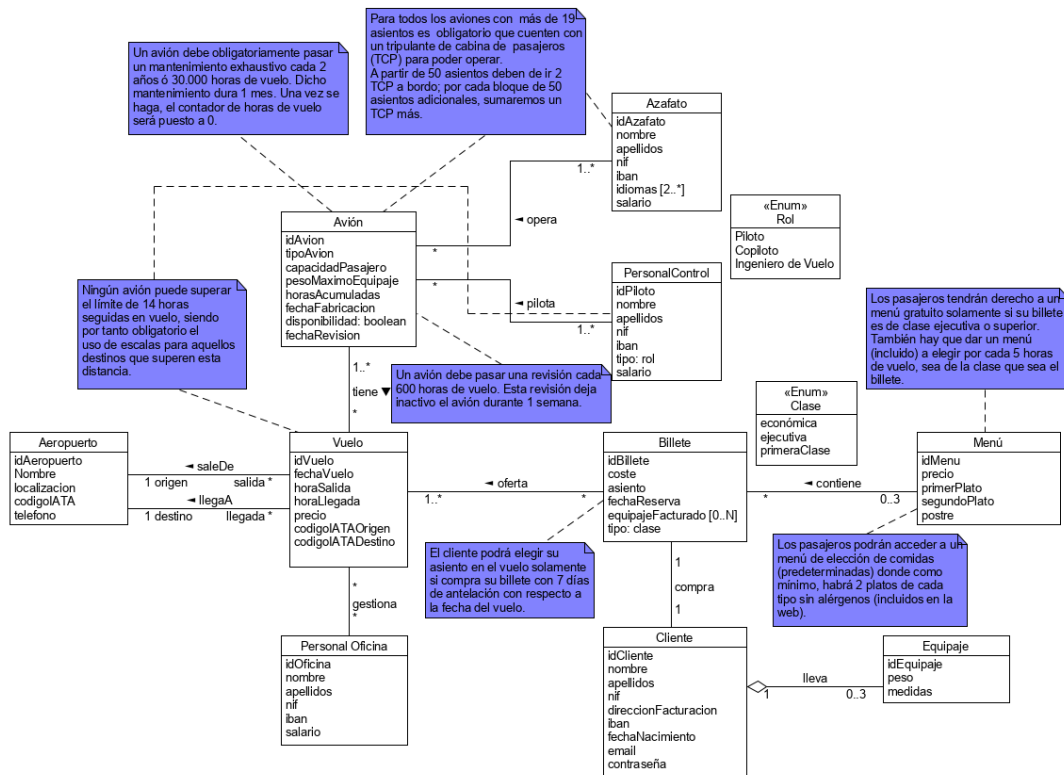 Un avión debe obligatoriamente pasar
un mantenimiento exhaustivo cada 2
años ó 30.000 horas de vuelo. Dicho
mantenimiento dura 1 mes. Una vez se
haga, el contador de horas de vuelo
será puesto a 0.
Para todos los aviones con más de 19
asientos es obligatorio que cuenten con
un tripulante de cabina de pasajeros
(TCP) para poder operar.
A partir de 50 asientos deben de ir 2
TCP a bordo; por cada bloque de 50
asientos adicionales, sumaremos un
TCP más.
Azafato
idAzafato
nombre
apellidos
nif
iban
idiomas [2..*]
salario
1..*
◄ opera
*
«Enum»
Rol
Piloto
Copiloto
Ingeniero de Vuelo
Avión
idAvion
tipoAvion
capacidadPasajero
pesoMaximoEquipaje
horasAcumuladas
fechaFabricacion
disponibilidad: boolean
fechaRevision
*
◄ pilota
1..*
PersonalControl
idPiloto
nombre
apellidos
nif
iban
tipo: rol
salario
Ningún avión puede superar
el límite de 14 horas
seguidas en vuelo, siendo
por tanto obligatorio el
uso de escalas para aquellos
destinos que superen esta
distancia.
Los pasajeros tendrán derecho a un
menú gratuito solamente si su billete
es de clase ejecutiva o superior.
También hay que dar un menú
(incluido) a elegir por cada 5 horas
de vuelo, sea de la clase que sea el
billete.
1..*
tiene ▼
*
Un avión debe pasar una revisión cada
600 horas de vuelo. Esta revisión deja
inactivo el avión durante 1 semana.
«Enum»
Clase
económica
ejecutiva
primeraClase
Aeropuerto
idAeropuerto
Nombre
localizacion
codigoIATA
telefono
◄ saleDe
1 origen
salida *
◄ llegaA
1 destino
llegada *
Vuelo
idVuelo
fechaVuelo
horaSalida
horaLlegada
precio
codigoIATAOrigen
codigoIATADestino
◄ oferta
1..*
*
Billete
idBillete
coste
asiento
fechaReserva
equipajeFacturado [0..N]
tipo: clase
◄ contiene
*
0..3
Menú
idMenu
precio
primerPlato
segundoPlato
postre
El cliente podrá elegir su
asiento en el vuelo solamente
si compra su billete con 7 días
de antelación con respecto a
la fecha del vuelo.
Los pasajeros podrán acceder a un
menú de elección de comidas
(predeterminadas) donde como
mínimo, habrá 2 platos de cada
tipo sin alérgenos (incluidos en la
web).
*
gestiona
*
1
compra
1
Personal Oficina
idOficina
nombre
apellidos
nif
iban
salario
Cliente
idCliente
nombre
apellidos
nif
direccionFacturacion
iban
fechaNacimiento
email
contraseña
lleva
1
0..3
Equipaje
idEquipaje
peso
medidas